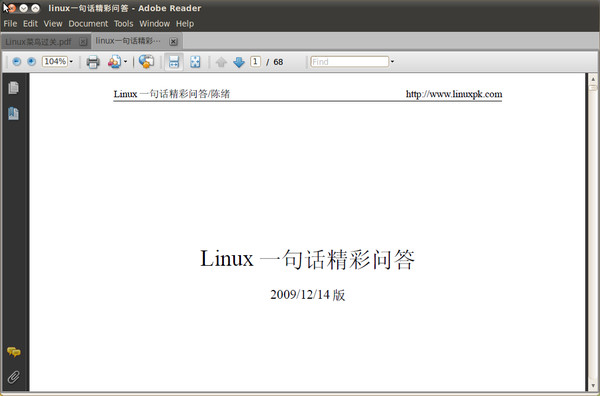 linux一句话精彩问答 - Adobe Reader
File Edit View Document Tools Window Help
Linux菜鸟过关.pdf linux一句话精彩···
104% 1 / 68 Find
Linux 一句话精彩问答/陈绪 http://www.linuxpk.com
Linux 一句话精彩问答
2009/12/14 版